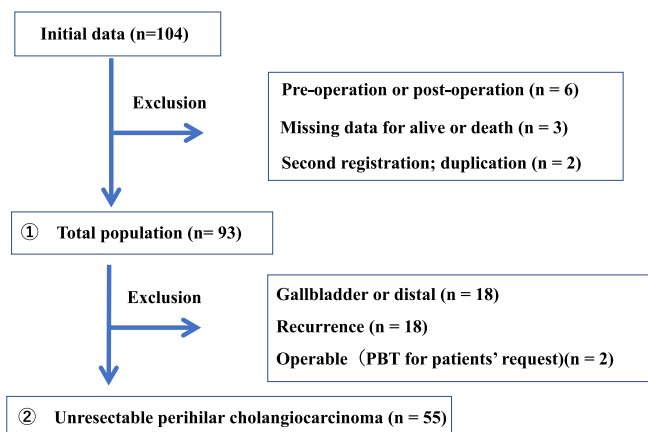 Initial data (n=104)
Exclusion
Pre-operation or post-operation (n = 6)
Missing data for alive or death (n = 3)
Second registration; duplication (n = 2)
① Total population (n= 93)
Exclusion
Gallbladder or distal (n = 18)
Recurrence (n = 18)
Operable（PBT for patients’ request)(n = 2)
② Unresectable perihilar cholangiocarcinoma (n = 55)